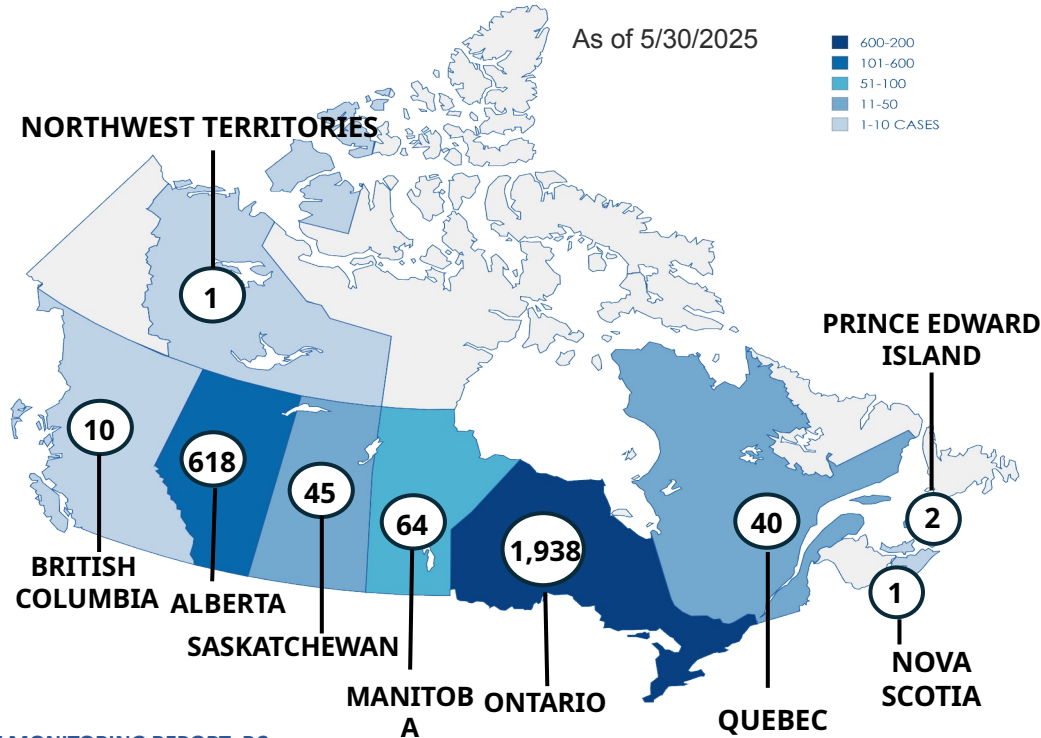 As of 5/30/2025
600-200
101-600
51-100
11-50
1-10 CASES
NORTHWEST TERRITORIES
1
PRINCE EDWARD
ISLAND
10
618
45
64
1,938
40
2
1
BRITISH
COLUMBIA
ALBERTA
SASKATCHEWAN
MANITOB
A
ONTARIO
QUEBEC
NOVA
SCOTIA